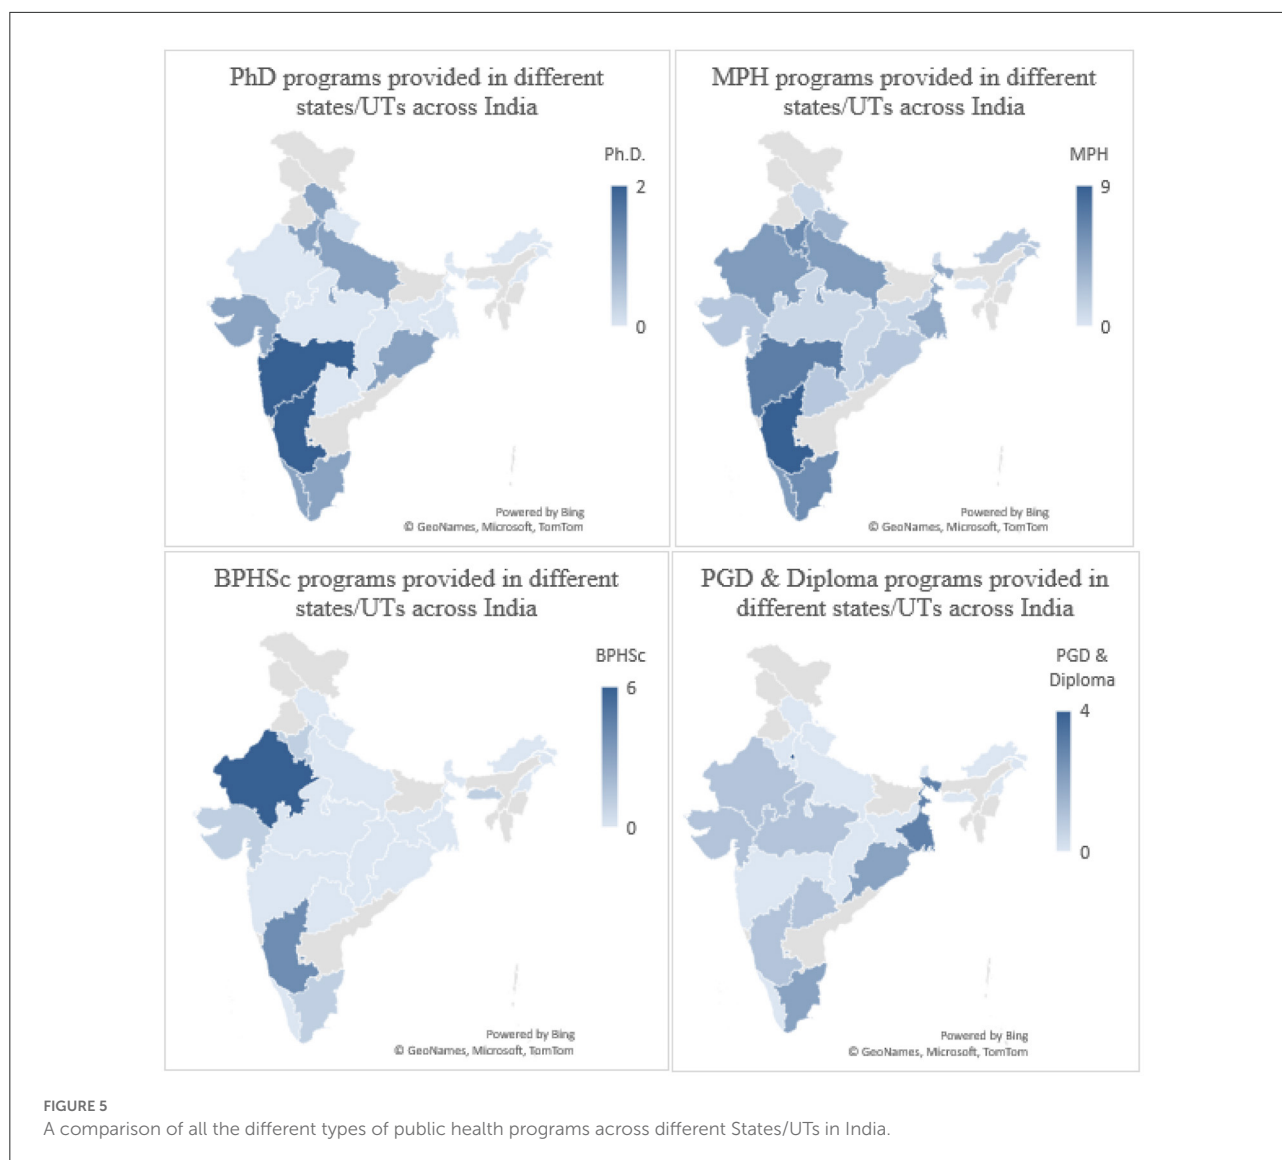 PhD programs provided in different
states/UTs across India
Ph.D.
2
0
Powered by Bing
© GeoNames, Microsoft, TomTom
MPH programs provided in different
states/UTs across India
MPH
9
0
Powered by Bing
© GeoNames, Microsoft, TomTom
BPHSc programs provided in different
states/UTs across India
BPHSc
6
0
Powered by Bing
© GeoNames, Microsoft, TomTom
PGD & Diploma programs provided in
different states/UTs across India
PGD &
Diploma
4
0
Powered by Bing
© GeoNames, Microsoft, TomTom
FIGURE 5
A comparison of all the different types of public health programs across different States/UTs in India.